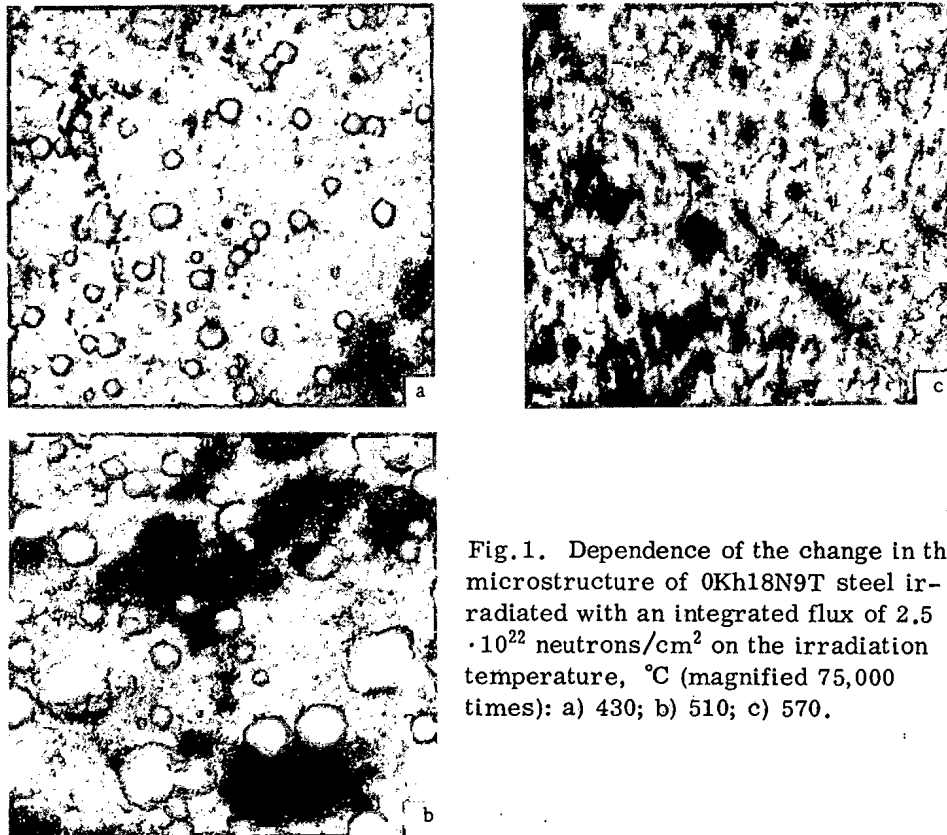 a
c
b
Fig. 1. Dependence of the change in th
microstructure of 0Kh18N9T steel ir-
radiated with an integrated flux of 2.5
·10²² neutrons/cm² on the irradiation
temperature, °C (magnified 75,000
times): a) 430; b) 510; c) 570.